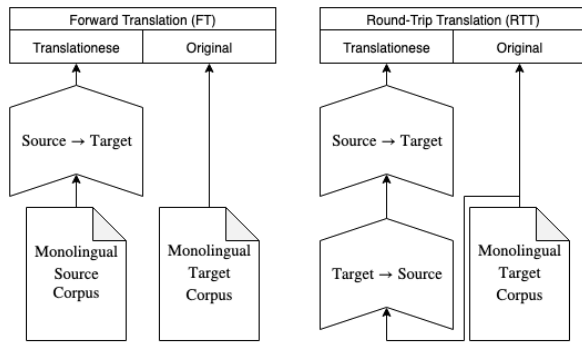 Forward Translation (FT)
Translationese
Original
Source → Target
Monolingual
Source
Corpus
Monolingual
Target
Corpus
Round-Trip Translation (RTT)
Translationese
Original
Source → Target
Target → Source
Monolingual
Target
Corpus